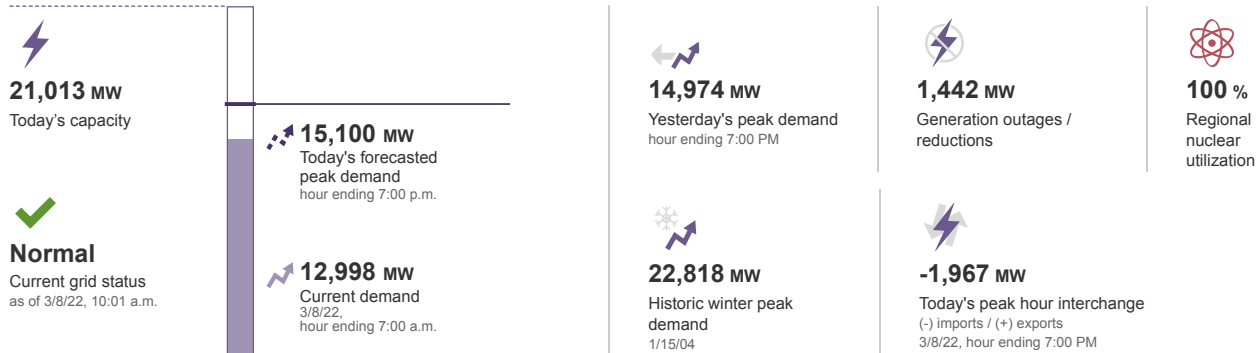 21,013 MW
Today's capacity
Normal
Current grid status
as of 3/8/22, 10:01 a.m.
15,100 MW
Today's forecasted
peak demand
hour ending 7:00 p.m.
12,998 MW
Current demand
3/8/22,
hour ending 7:00 a.m.
14,974 MW
Yesterday's peak demand
hour ending 7:00 PM
1,442 MW
Generation outages /
reductions
100 %
Regional
nuclear
utilization
22,818 MW
Historic winter peak
demand
1/15/04
-1,967 MW
Today's peak hour interchange
(-) imports / (+) exports
3/8/22, hour ending 7:00 PM